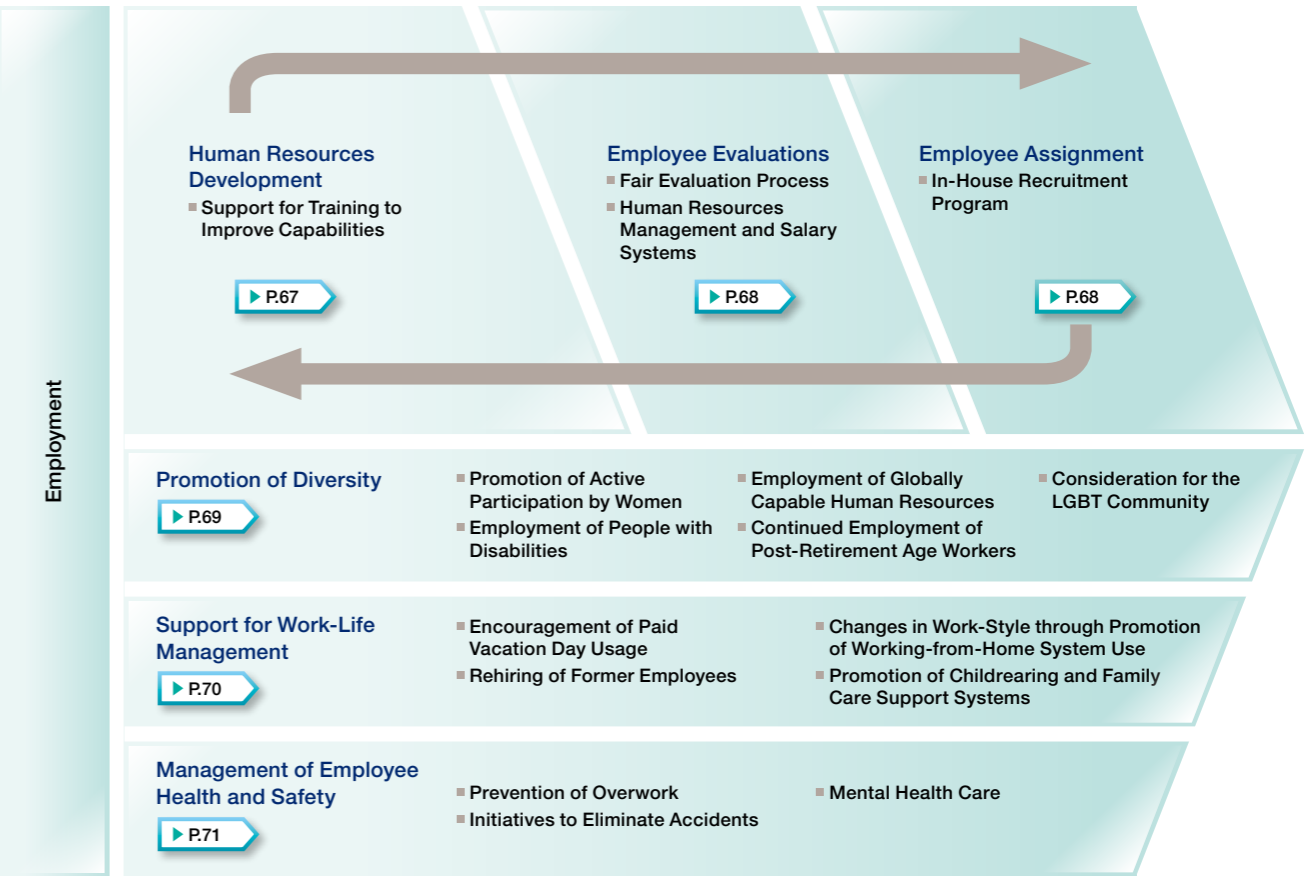 Employment
Human Resources
Development
Support for Training to
Improve Capabilities
P.67
Employee Evaluations
Fair Evaluation Process
Human Resources
Management and Salary
Systems
P.68
Employee Assignment
In-House Recruitment
Program
P.68
Promotion of Diversity
P.69
Promotion of Active
Participation by Women
Employment of People with
Disabilities
Employment of Globally
Capable Human Resources
Continued Employment of
Post-Retirement Age Workers
Consideration for the
LGBT Community
Support for Work-Life
Management
P.70
Encouragement of Paid
Vacation Day Usage
Rehiring of Former Employees
Changes in Work-Style through Promotion
of Working-from-Home System Use
Promotion of Childrearing and Family
Care Support Systems
Management of Employee
Health and Safety
P.71
Prevention of Overwork
Initiatives to Eliminate Accidents
Mental Health Care